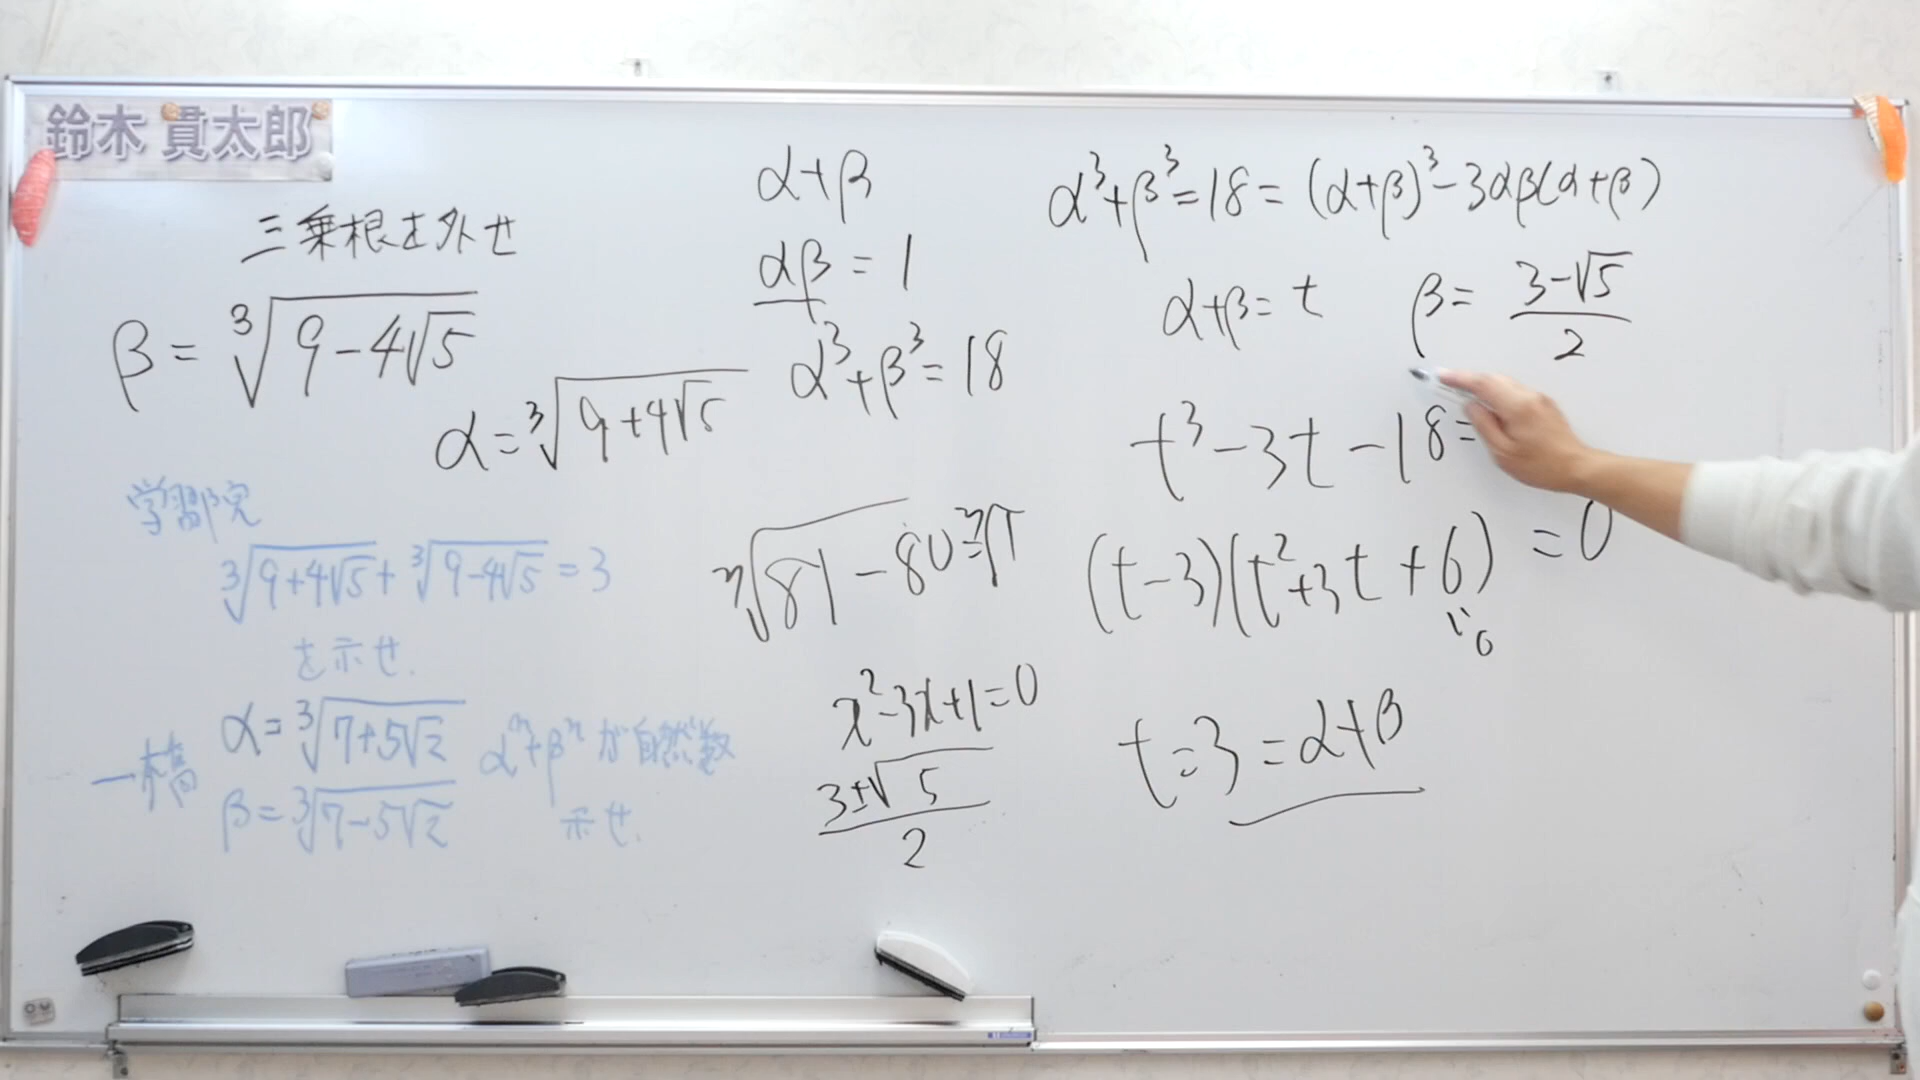 鈴木 貫太郎
三乗根を外せ
β = ∛(9-4√5)
α = ∛(9+4√5)
学習院
∛(9+4√5) + ∛(9-4√5) = 3
を示せ.
一橋
α = ∛(7+5√2)
β = ∛(7-5√2)
αⁿ+βⁿが自然数
示せ.
α+β
αβ = 1
α³+β³ = 18
∛(81-80) = ∛1
x²-3x+1=0
(3±√5)/2
α³+β³ = 18 = (α+β)³-3αβ(α+β)
α+β = t
β = (3-√5)/2
t³-3t-18=
(t-3)(t²+3t+6) = 0
t=3 = α+β